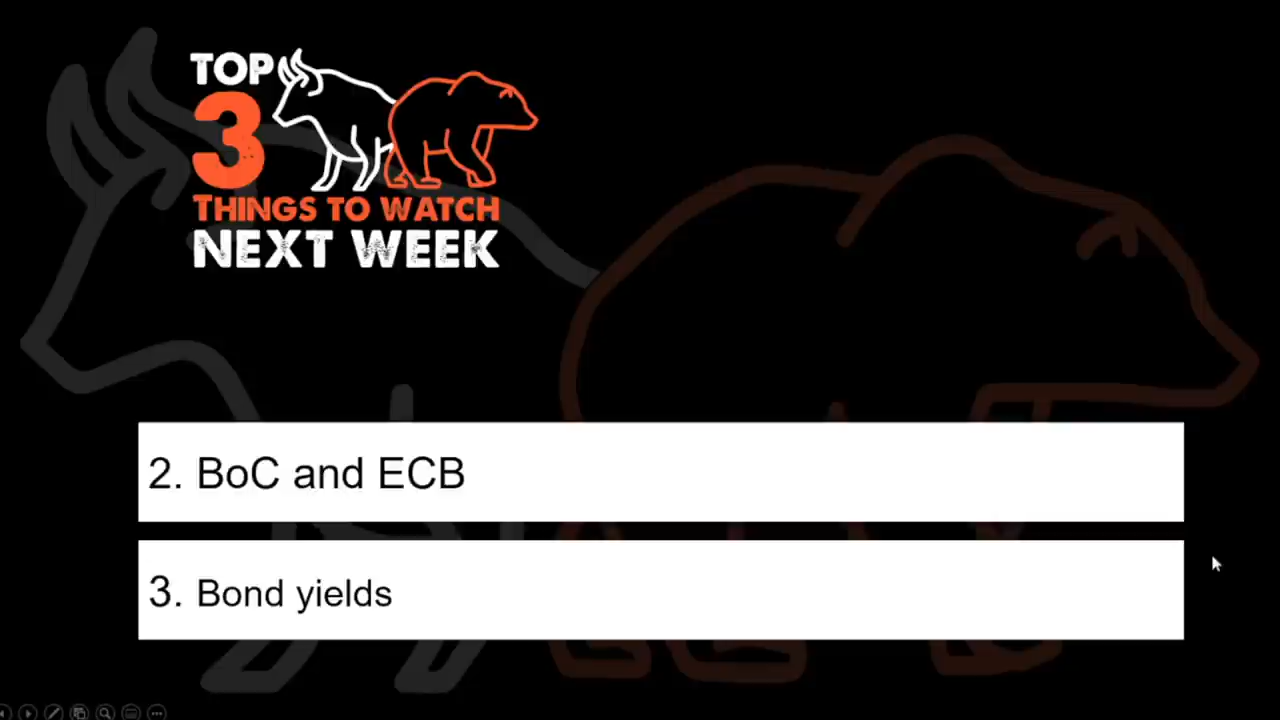 TOP
3
THINGS TO WATCH
NEXT WEEK
2. BoC and ECB
3. Bond yields